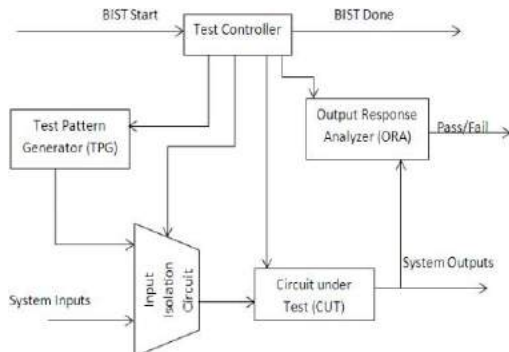 BIST Start
Test Controller
BIST Done
Test Pattern
Generator (TPG)
Output Response
Analyzer (ORA)
Pass/Fail
Input
Isolation
Circuit
System Inputs
Circuit under
Test (CUT)
System Outputs